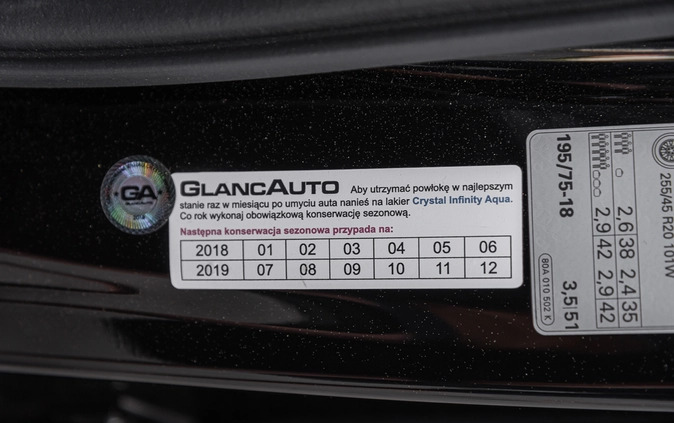 GA
GLANCAUTO Aby utrzymać powłokę w najlepszym
stanie raz w miesiącu po umyciu auta nanieś na lakier Crystal Infinity Aqua.
Co rok wykonaj obowiązkową konserwację sezonową.
Następna konserwacja sezonowa przypada na:
2018 01 02 03 04 05 06
2019 07 08 09 10 11 12
195/75-18 3,5 51
2,9 42 2,9 42
2,6 38 2,4 35
255/45 R20 101W
80A 010 502 K